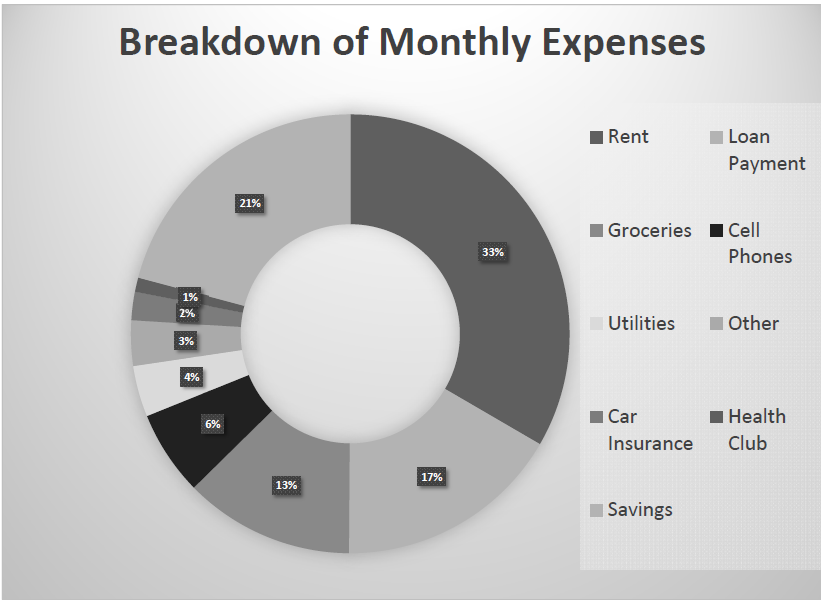 Breakdown of Monthly Expenses
33%
17%
13%
6%
4%
3%
2%
1%
21%
Rent
Loan
Payment
Groceries
Cell
Phones
Utilities
Other
Car
Insurance
Health
Club
Savings